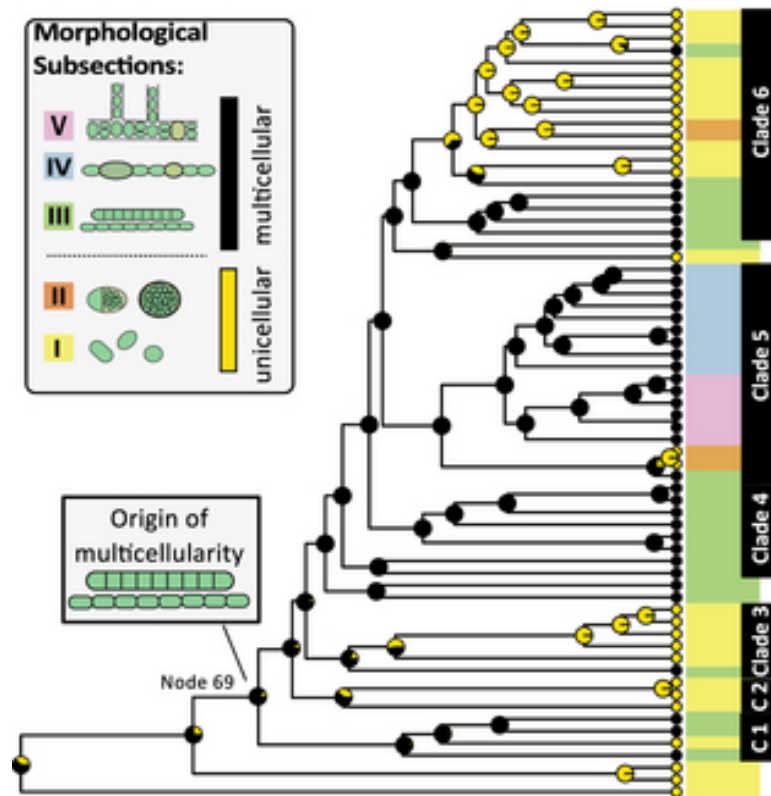 Morphological
Subsections:
V
IV
III
II
I
multicellular
unicellular
Origin of
multicellularity
Node 69
Clade 6
Clade 5
Clade 4
Clade 3
C 2
C 1